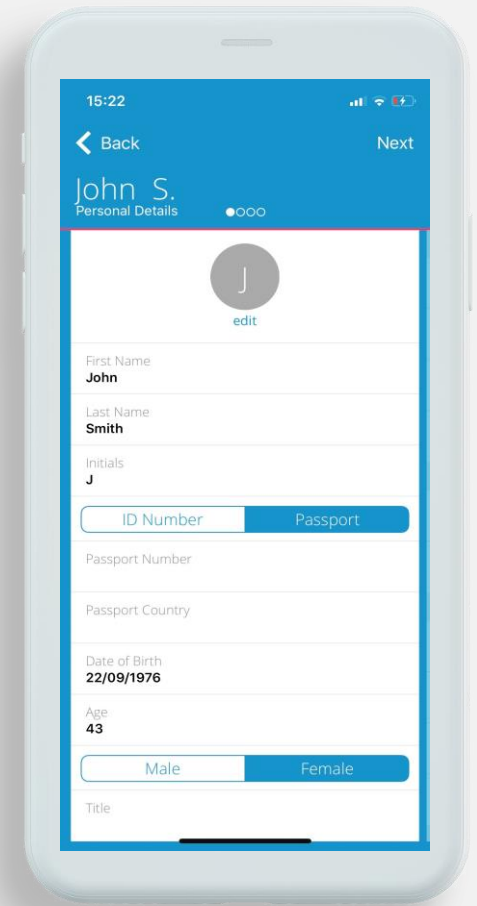 15:22
Back
Next
John S.
Personal Details
J
edit
First Name
John
Last Name
Smith
Initials
J
ID Number
Passport
Passport Number
Passport Country
Date of Birth
22/09/1976
Age
43
Male
Female
Title